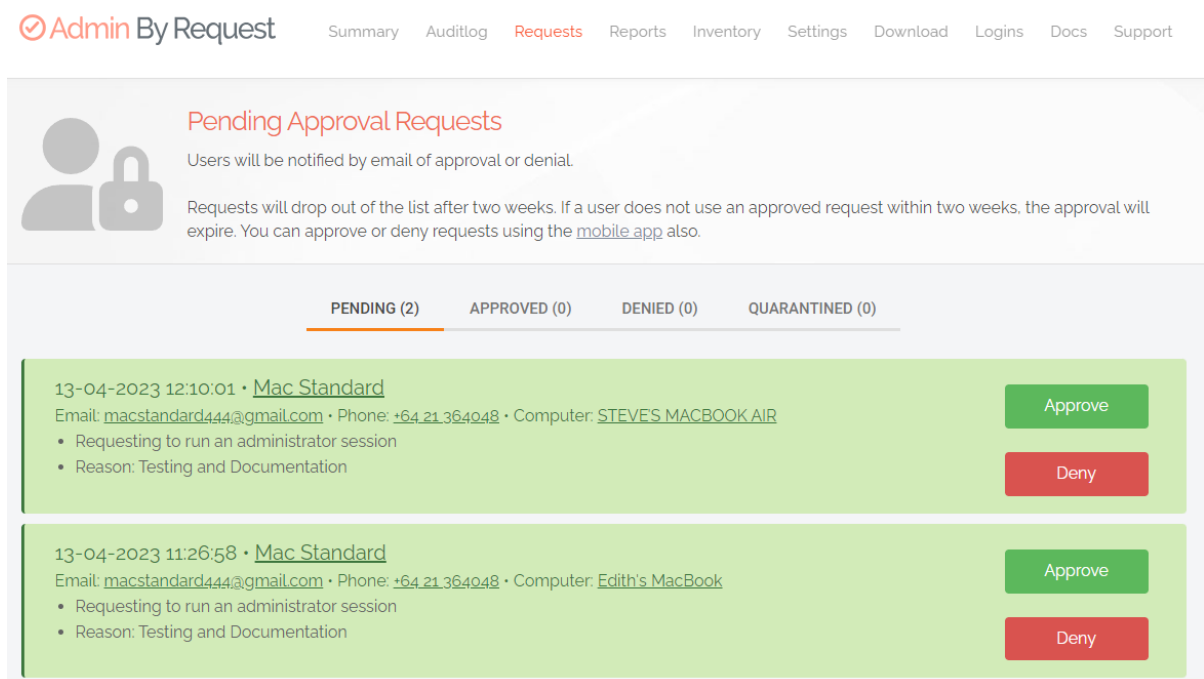 Admin By Request
Summary Auditlog Requests Reports Inventory Settings Download Logins Docs Support
Pending Approval Requests
Users will be notified by email of approval or denial.
Requests will drop out of the list after two weeks. If a user does not use an approved request within two weeks, the approval will
expire. You can approve or deny requests using the mobile app also.
PENDING (2) APPROVED (0) DENIED (0) QUARANTINED (0)
13-04-2023 12:10:01 • Mac Standard
Email: macstandard444@gmail.com • Phone: +64 21 364048 • Computer: STEVE'S MACBOOK AIR
• Requesting to run an administrator session
• Reason: Testing and Documentation
Approve
Deny
13-04-2023 11:26:58 • Mac Standard
Email: macstandard444@gmail.com • Phone: +64 21 364048 • Computer: Edith's MacBook
• Requesting to run an administrator session
• Reason: Testing and Documentation
Approve
Deny